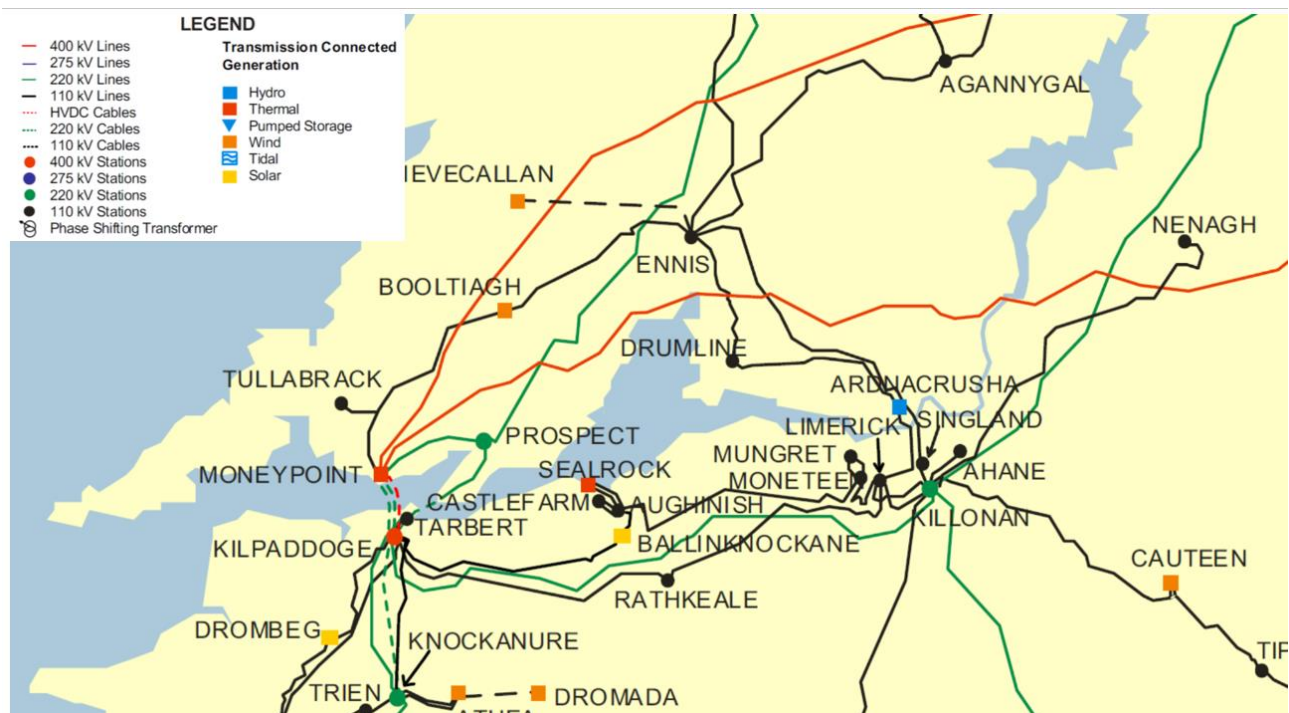 LEGEND
400 kV Lines
275 kV Lines
220 kV Lines
110 kV Lines
HVDC Cables
220 kV Cables
110 kV Cables
400 kV Stations
275 kV Stations
220 kV Stations
110 kV Stations
Phase Shifting Transformer
Transmission Connected
Generation
Hydro
Thermal
Pumped Storage
Wind
Tidal
Solar
AGANNYGAL
IEVECALLAN
NENAGH
ENNIS
BOOLTIAGH
DRUMLINE
TULLABRACK
ARDNACRUSHA
LIMERICK
SINGLAND
PROSPECT
MUNGRET
MONEYPOINT
SEALROCK
MONETEEN
AHANE
CASTLEFARM
AUGHINISH
KILLONAN
TARBERT
KILPADDOGE
BALLINKNOCKANE
CAUTEEN
RATHKEALE
DROMBEG
KNOCKANURE
TIP
TRIEN
DROMADA
ATHEA